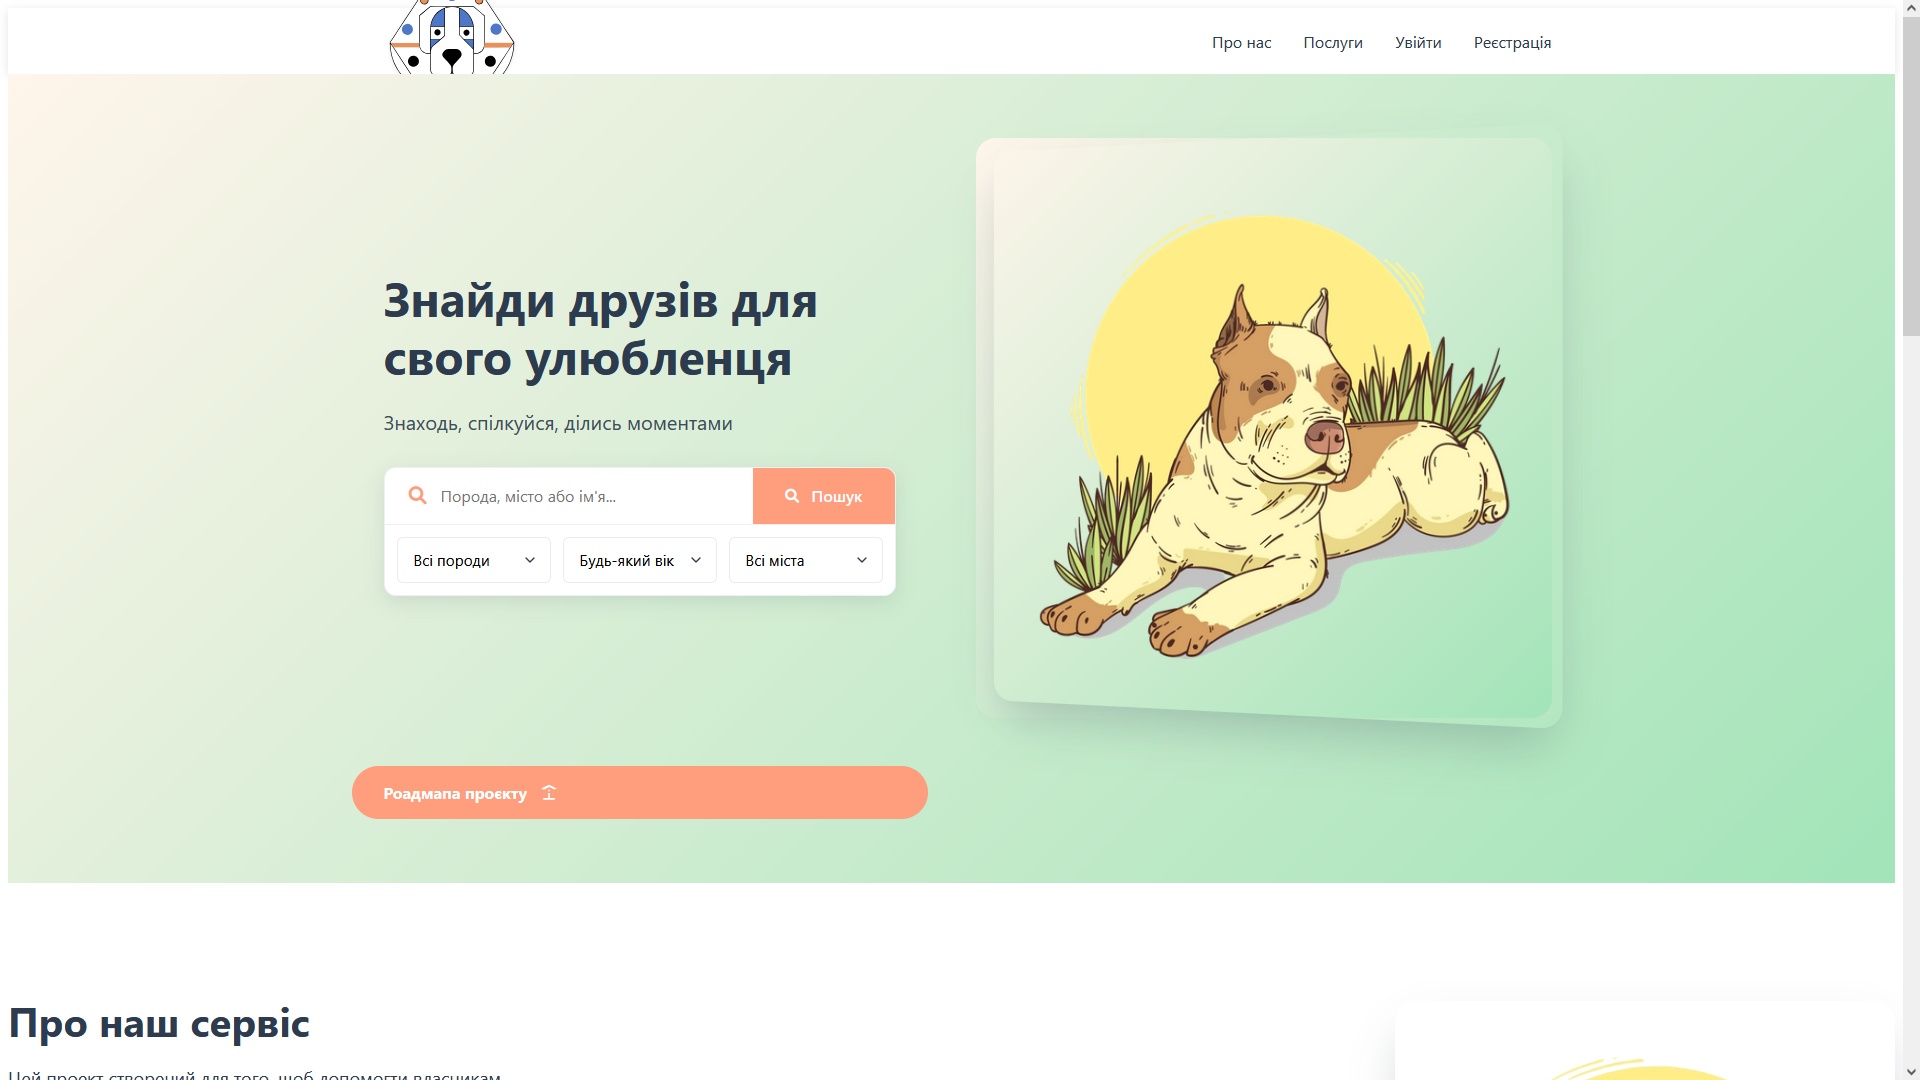 Про нас
Послуги
Увійти
Реєстрація
Знайди друзів для
свого улюбленця
Знаходь, спілкуйся, ділись моментами
Порода, місто або ім'я...
Пошук
Всі породи
Будь-який вік
Всі міста
Роадмапа проєкту
Про наш сервіс
Цей проект створений для того, щоб допомогти власникам